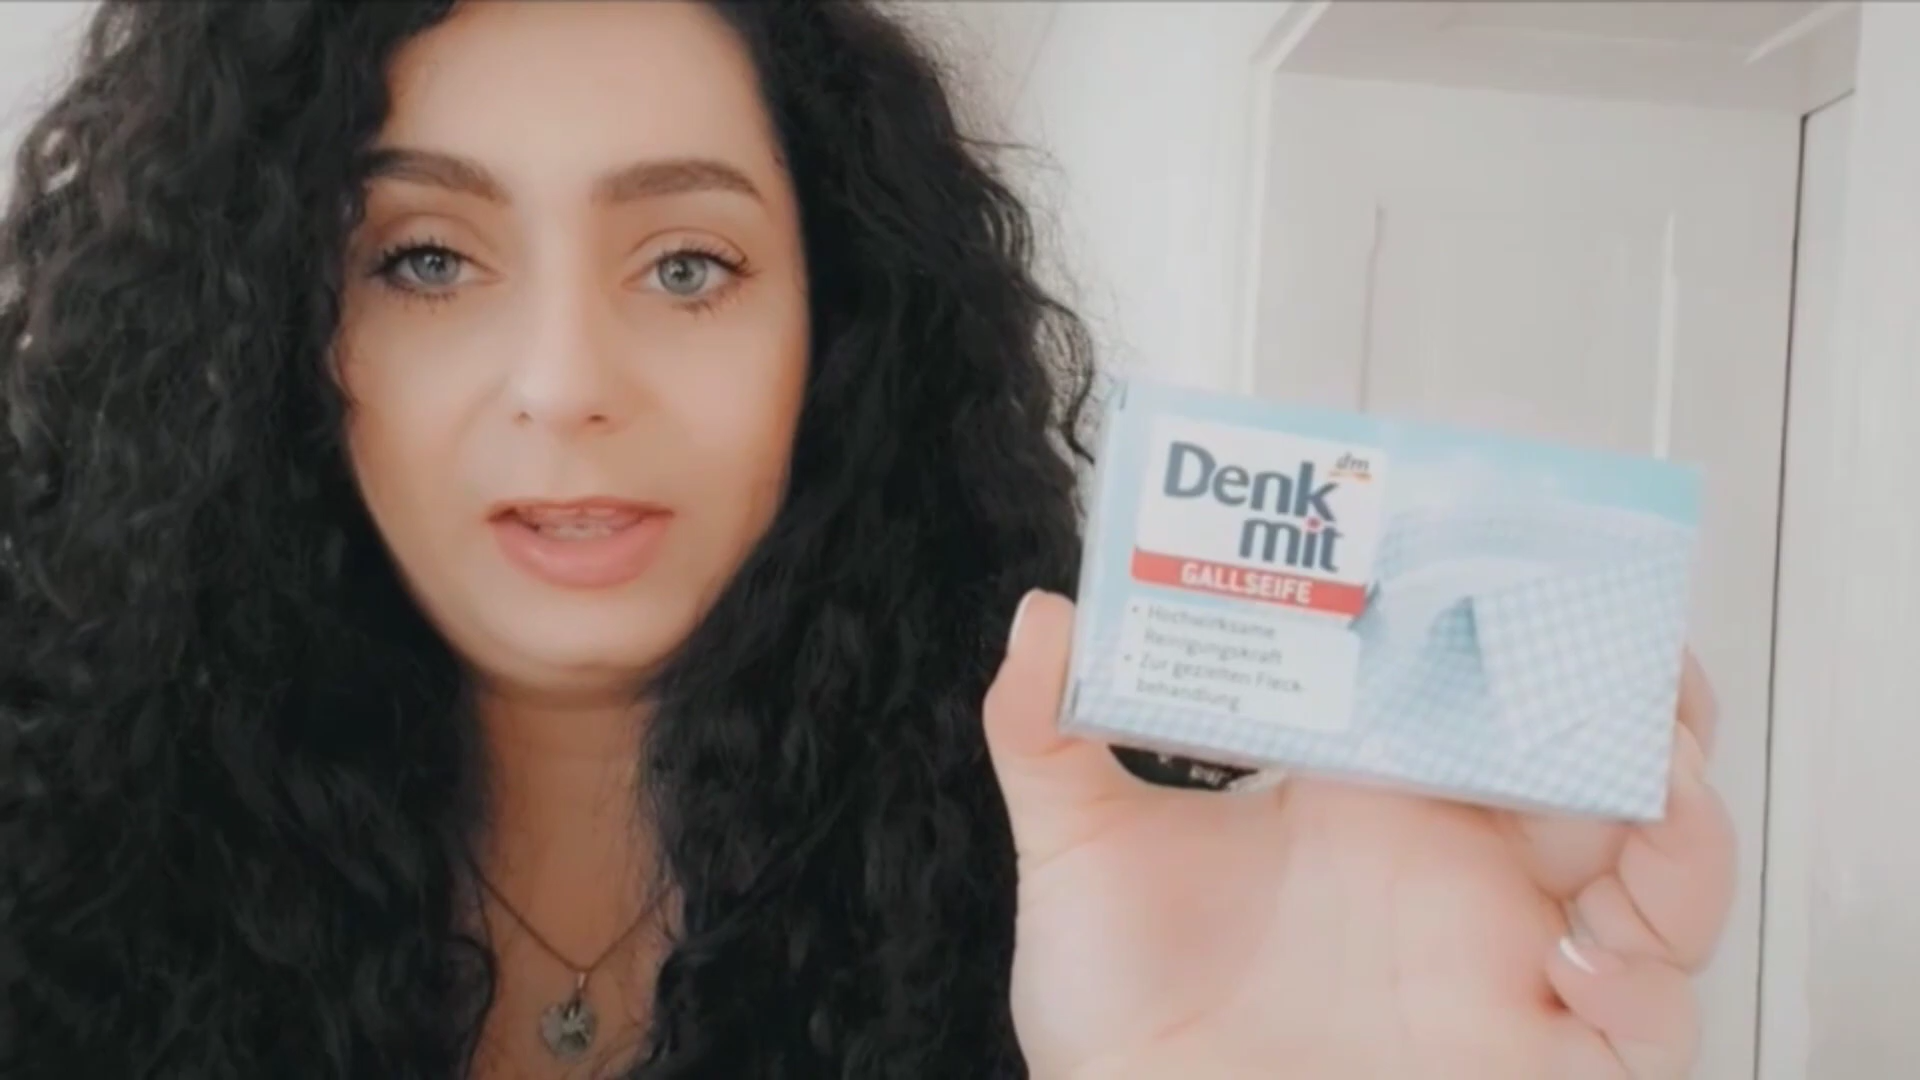 dm
Denk
mit
GALLSEIFE
• Hochwirksame
Reinigungskraft
• Zur gezielten Fleck-
behandlung